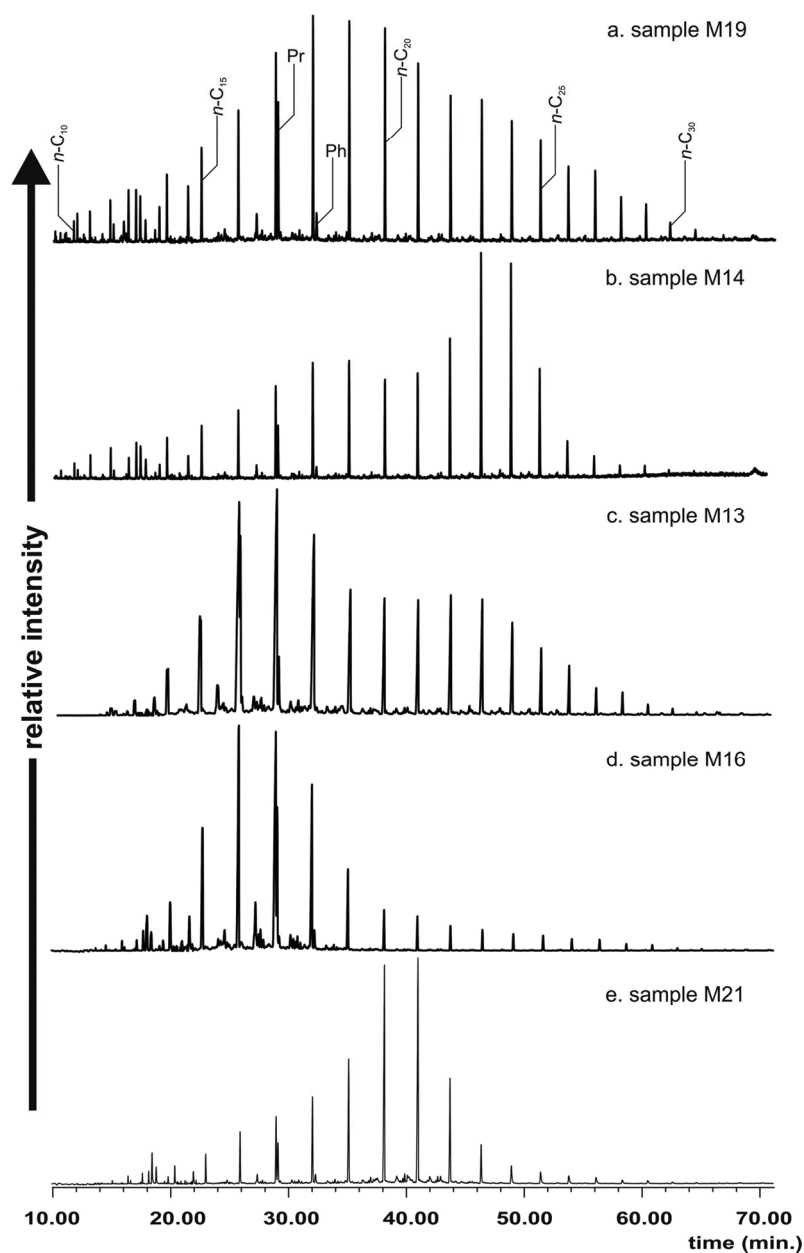 a. sample M19
n-C10
n-C15
Pr
Ph
n-C20
n-C25
n-C30
b. sample M14
c. sample M13
d. sample M16
e. sample M21
relative intensity
10.00 20.00 30.00 40.00 50.00 60.00 70.00
time (min.)